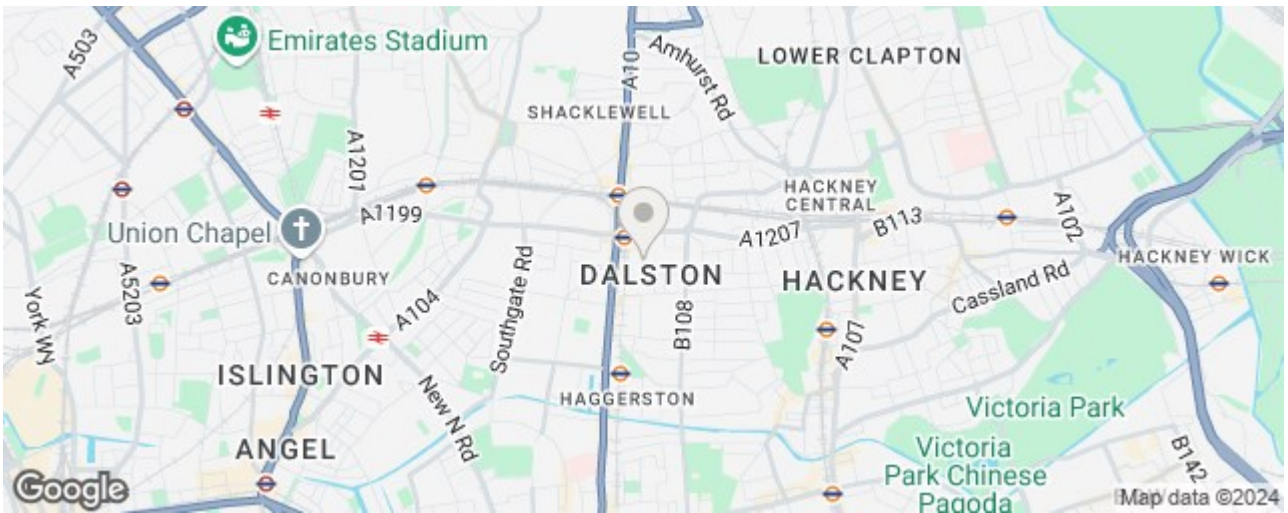 A503
Emirates Stadium
A10
Amhurst Rd
LOWER CLAPTON
SHACKLEWELL
A1201
A1199
Union Chapel
CANONBURY
A5203
York WY
A104
Southgate Rd
DALSTON
B108
A1207
HACKNEY
CENTRAL
B113
A102
HACKNEY
Cassland Rd
HACKNEY WICK
A107
ISLINGTON
New N Rd
HAGGERSTON
ANGEL
Victoria Park
Victoria
Park Chinese
Pagoda
B142
Google
Map data ©2024